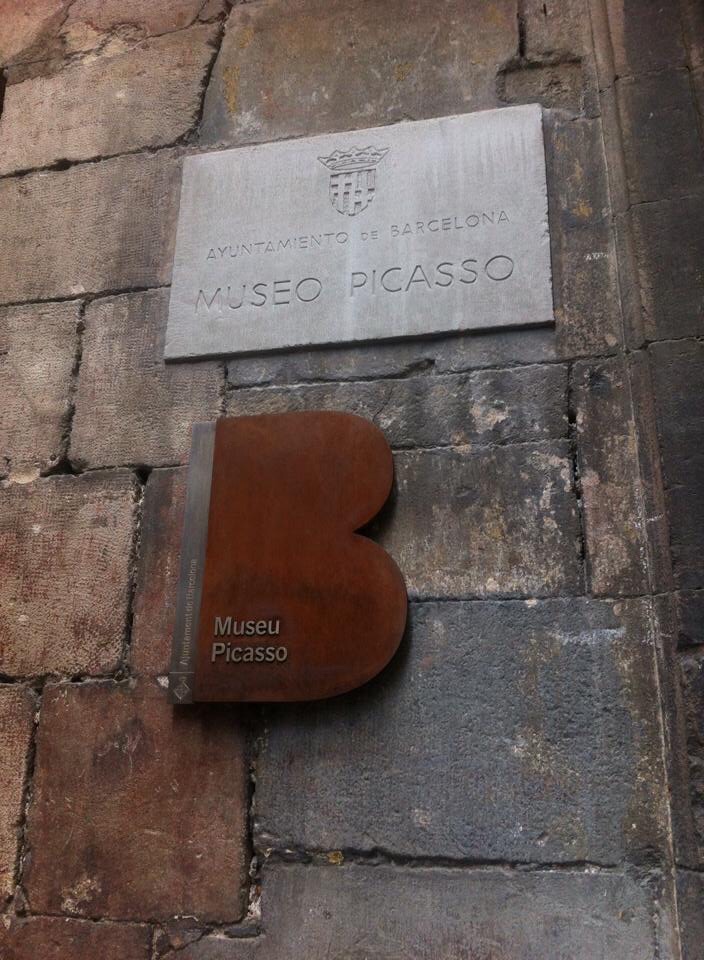 AYUNTAMIENTO DE BARCELONA
MUSEO PICASSO
Ajuntament de Barcelona
Museu
Picasso